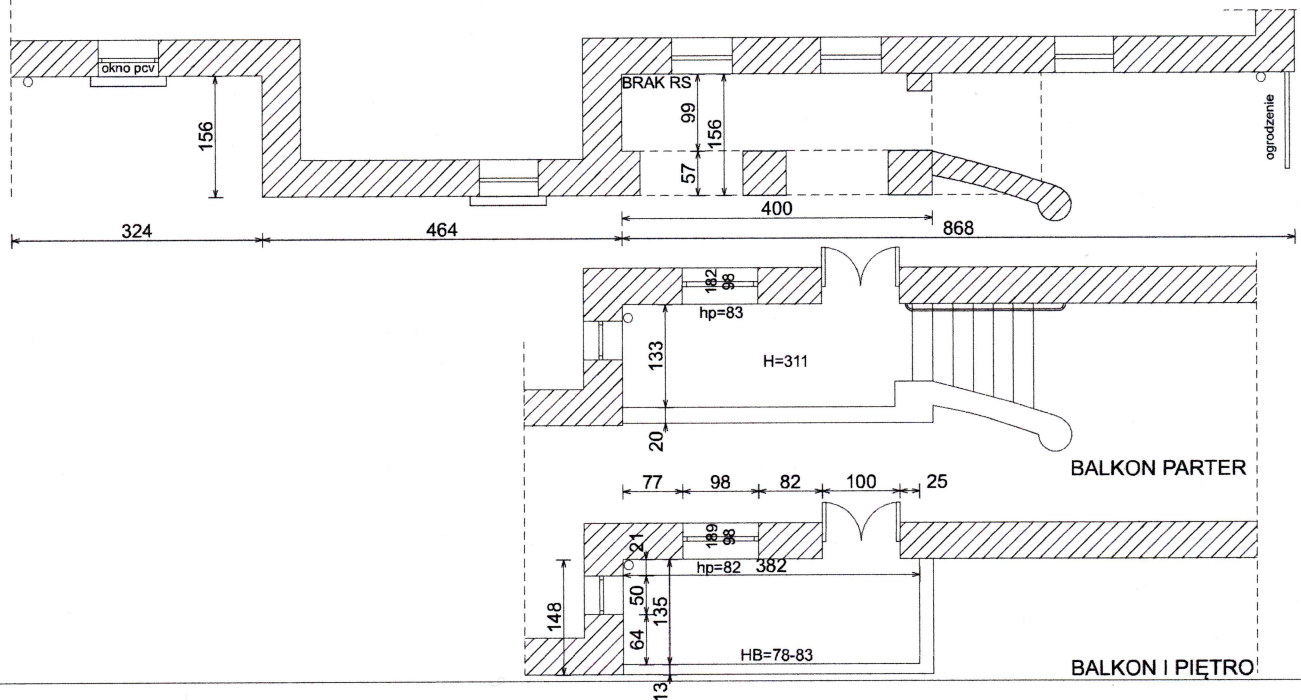 okno pcv
BRAK RS
156
99
156
57
ogrodzenie
400
324
464
868
182
98
hp=83
133
H=311
20
BALKON PARTER
77
98
82
100
25
189
98
21
hp=82
382
148
50
135
64
HB=78-83
BALKON I PIĘTRO
13